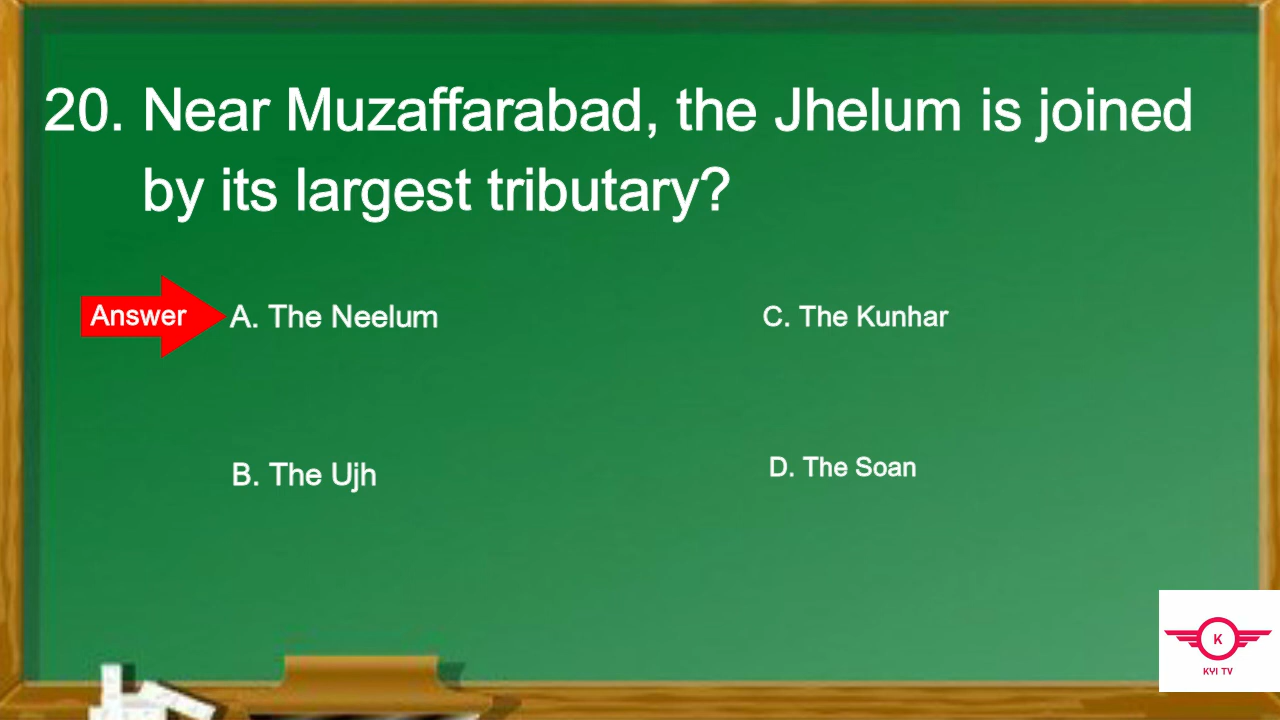 20. Near Muzaffarabad, the Jhelum is joined
by its largest tributary?
Answer
A. The Neelum
C. The Kunhar
B. The Ujh
D. The Soan
K
KYI TV